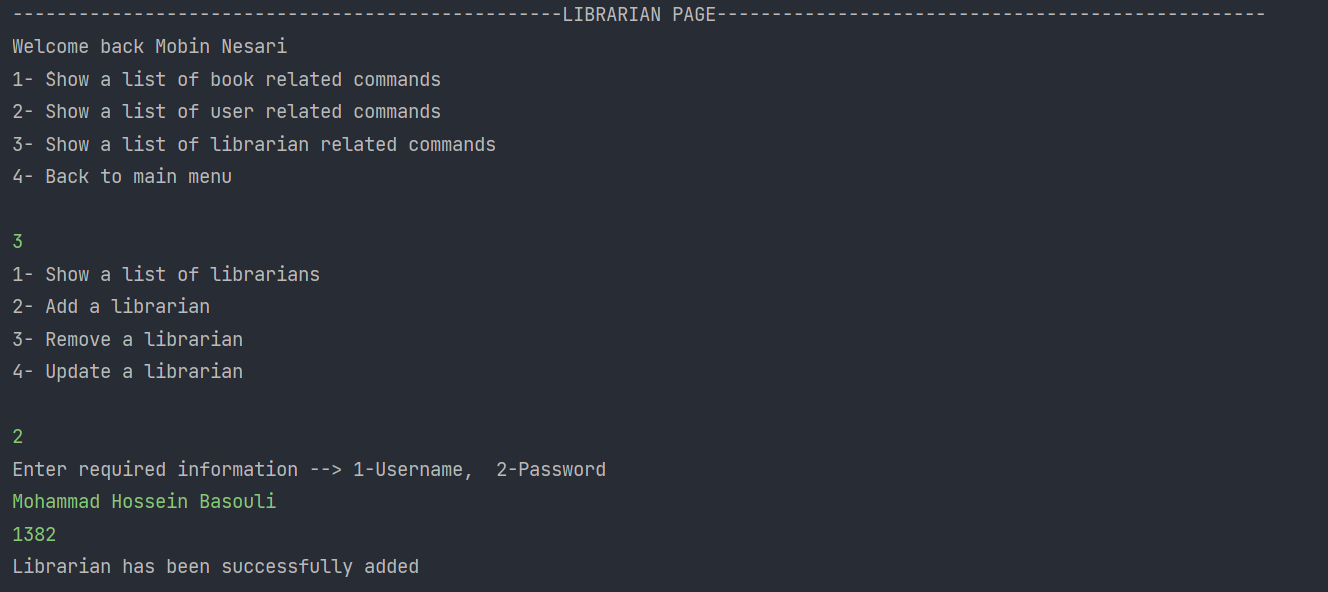 --------------------------------------------------LIBRARIAN PAGE--------------------------------------------------
Welcome back Mobin Nesari
1- Show a list of book related commands
2- Show a list of user related commands
3- Show a list of librarian related commands
4- Back to main menu
3
1- Show a list of librarians
2- Add a librarian
3- Remove a librarian
4- Update a librarian
2
Enter required information --> 1-Username,  2-Password
Mohammad Hossein Basouli
1382
Librarian has been successfully added